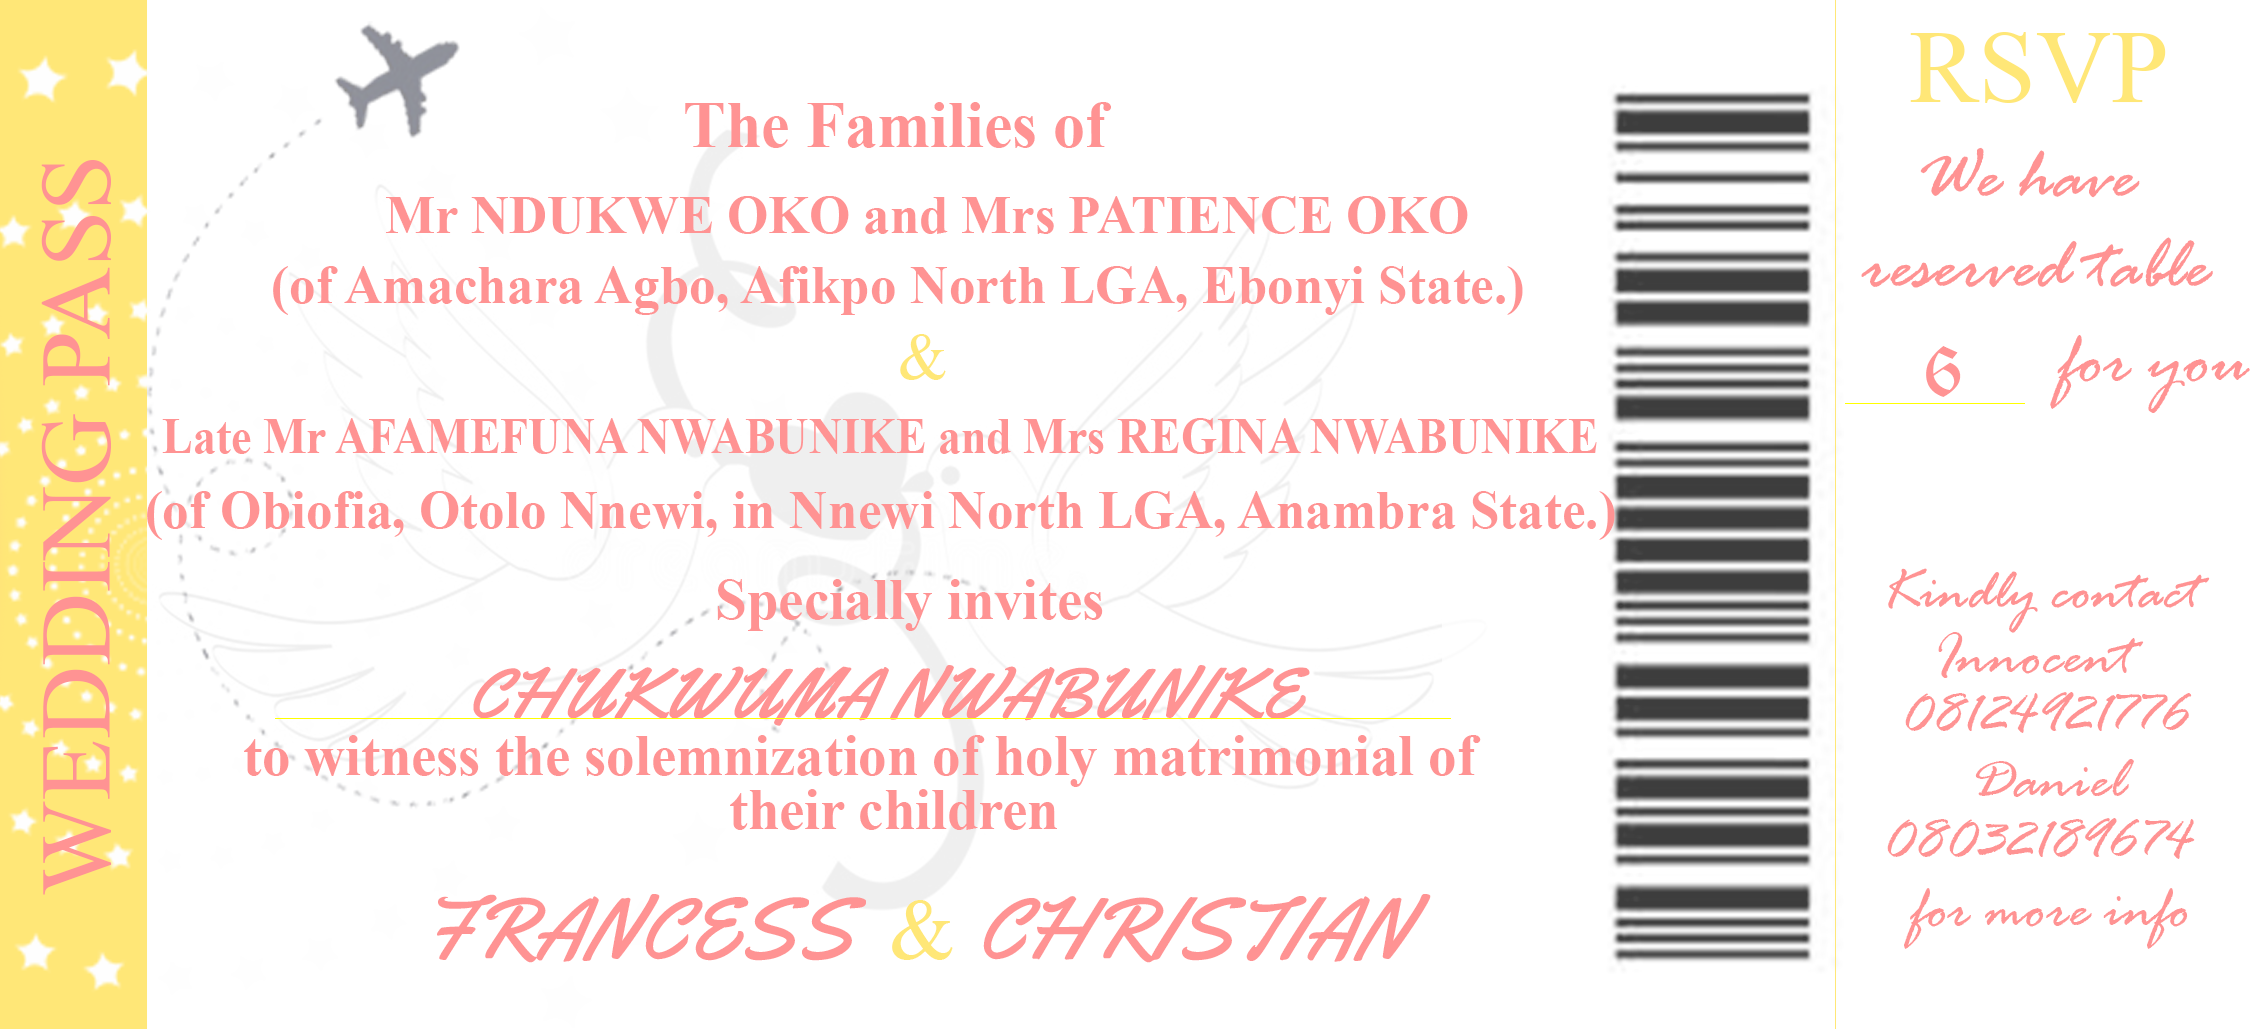 WEDDING PASS
The Families of
Mr NDUKWE OKO and Mrs PATIENCE OKO
(of Amachara Agbo, Afikpo North LGA, Ebonyi State.)
&
Late Mr AFAMEFUNA NWABUNIKE and Mrs REGINA NWABUNIKE
(of Obiofia, Otolo Nnewi, in Nnewi North LGA, Anambra State.)
Specially invites
CHUKWUMA NWABUNIKE
to witness the solemnization of holy matrimonial of
their children
FRANCESS & CHRISTIAN
RSVP
We have
reserved table
6 for you
Kindly contact
Innocent
08124921776
Daniel
08032189674
for more info